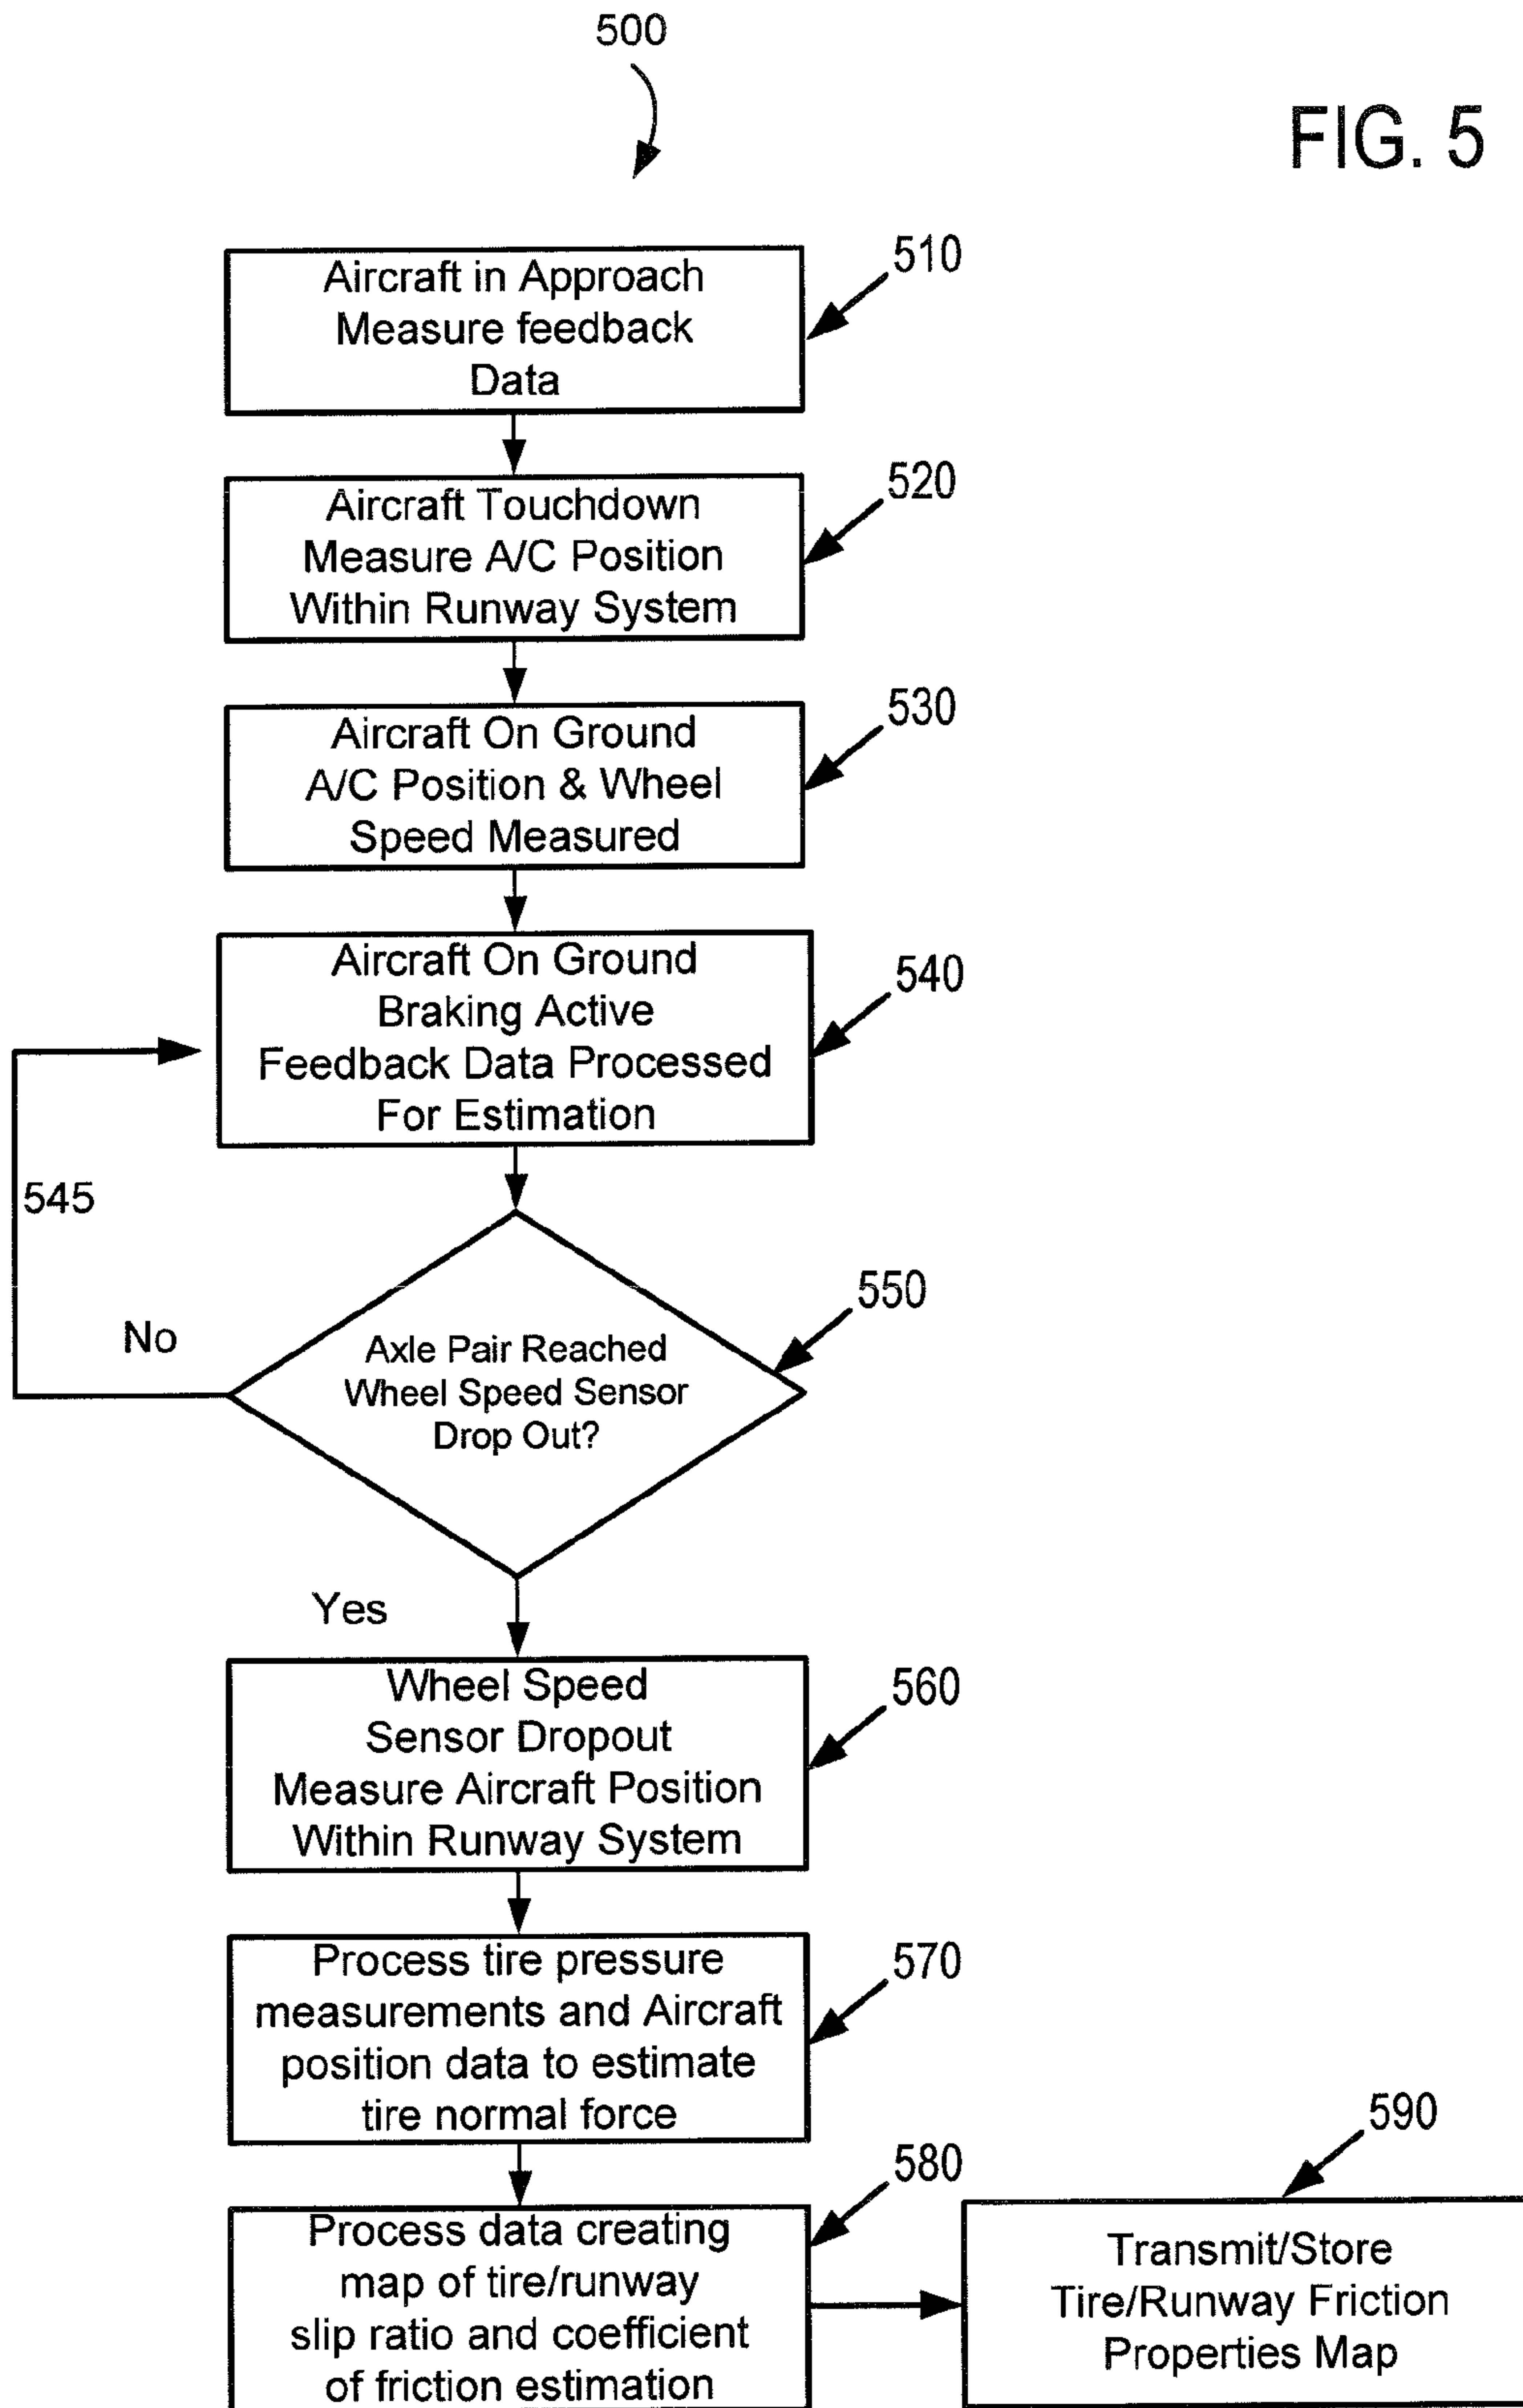 500
FIG. 5
Aircraft in Approach
Measure feedback
Data
510
Aircraft Touchdown
Measure A/C Position
Within Runway System
520
Aircraft On Ground
A/C Position & Wheel
Speed Measured
530
Aircraft On Ground
Braking Active
Feedback Data Processed
For Estimation
540
545
No
Axle Pair Reached
Wheel Speed Sensor
Drop Out?
550
Yes
Wheel Speed
Sensor Dropout
Measure Aircraft Position
Within Runway System
560
Process tire pressure
measurements and Aircraft
position data to estimate
tire normal force
570
Process data creating
map of tire/runway
slip ratio and coefficient
of friction estimation
580
Transmit/Store
Tire/Runway Friction
Properties Map
590